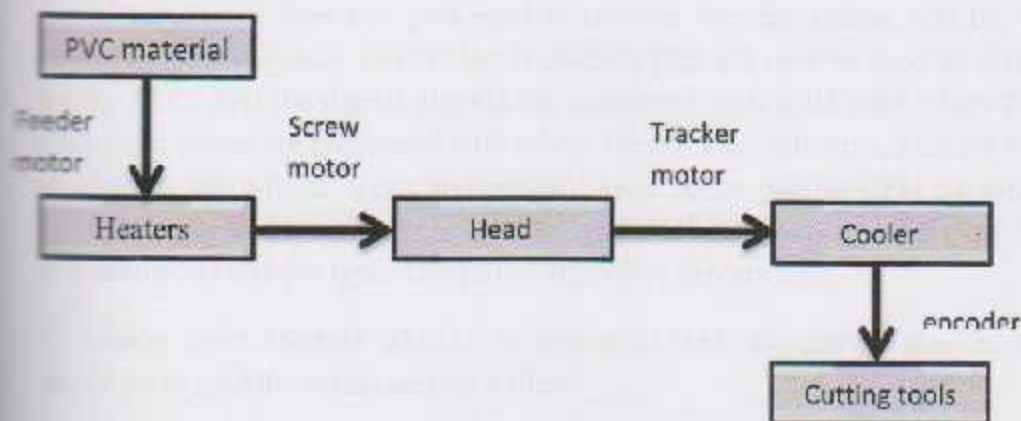 PVC material
Feeder
motor
Screw
motor
Tracker
motor
Heaters
Head
Cooler
encoder
Cutting tools